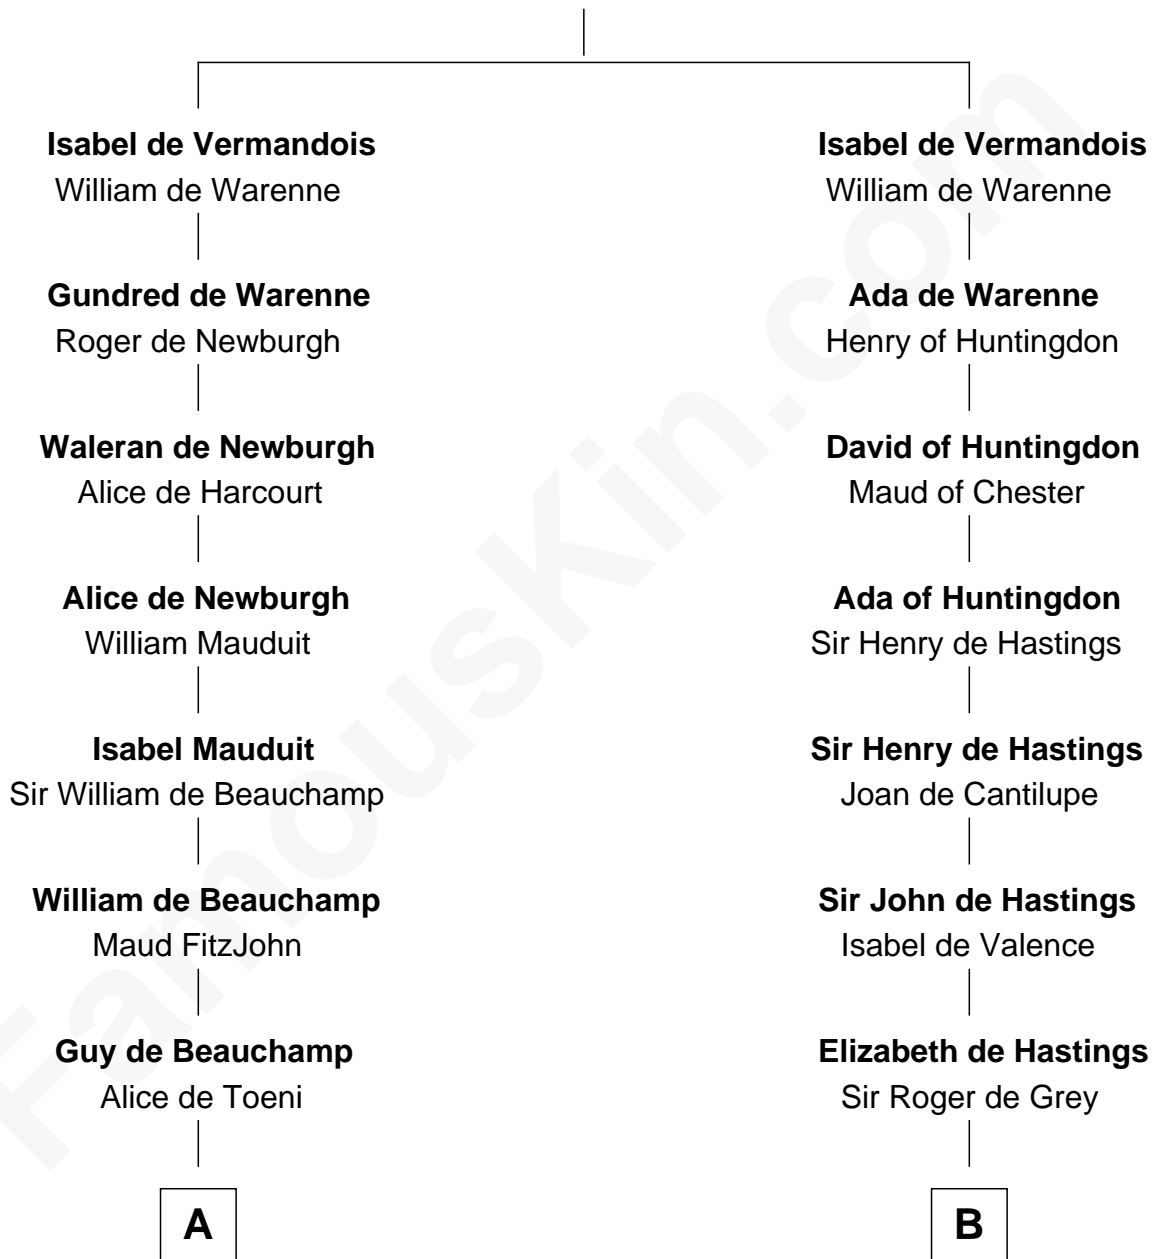 Isabel de Vermandois
William de Warenne
Gundred de Warenne
Roger de Newburgh
Waleran de Newburgh
Alice de Harcourt
Alice de Newburgh
William Mauduit
Isabel Mauduit
Sir William de Beauchamp
William de Beauchamp
Maud FitzJohn
Guy de Beauchamp
Alice de Toeni
A
Isabel de Vermandois
William de Warenne
Ada de Warenne
Henry of Huntingdon
David of Huntingdon
Maud of Chester
Ada of Huntingdon
Sir Henry de Hastings
Sir Henry de Hastings
Joan de Cantilupe
Sir John de Hastings
Isabel de Valence
Elizabeth de Hastings
Sir Roger de Grey
B
FamousKin.com